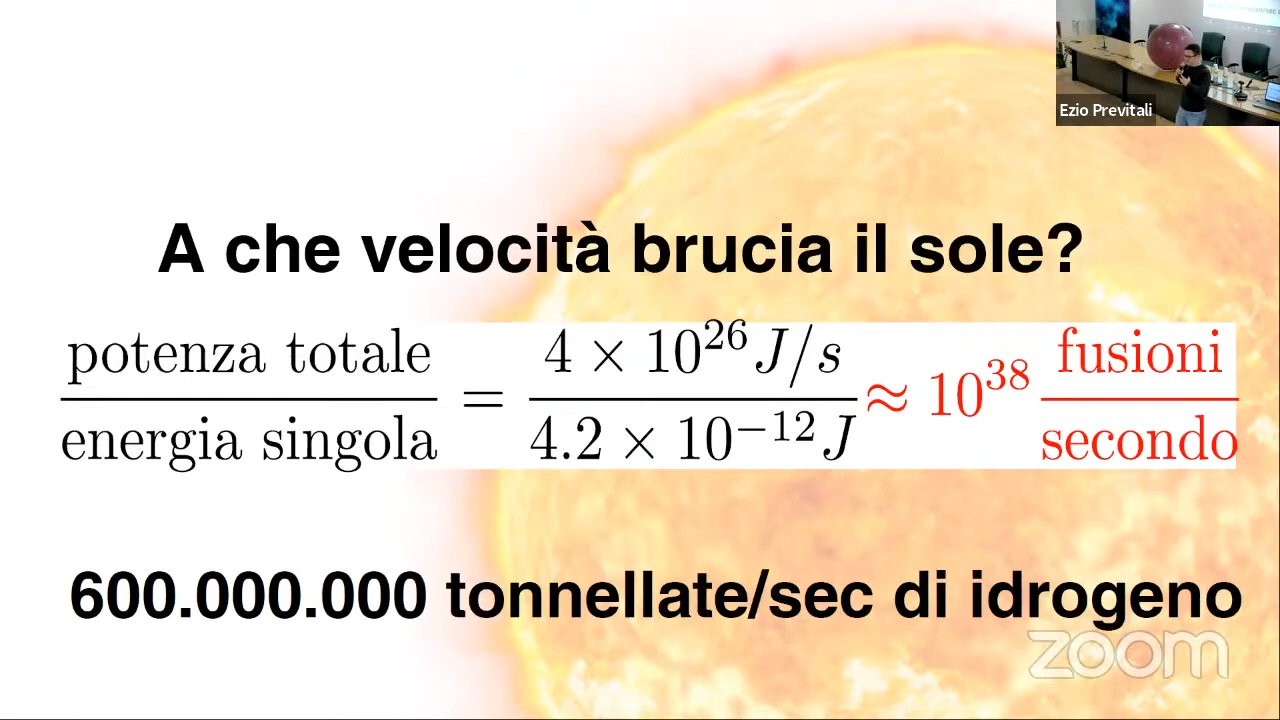 Ezio Previtali
A che velocità brucia il sole?
potenza totale / energia singola = 4 × 10^26 J/s / 4.2 × 10^−12 J ≈ 10^38 fusioni / secondo
600.000.000 tonnellate/sec di idrogeno
zoom